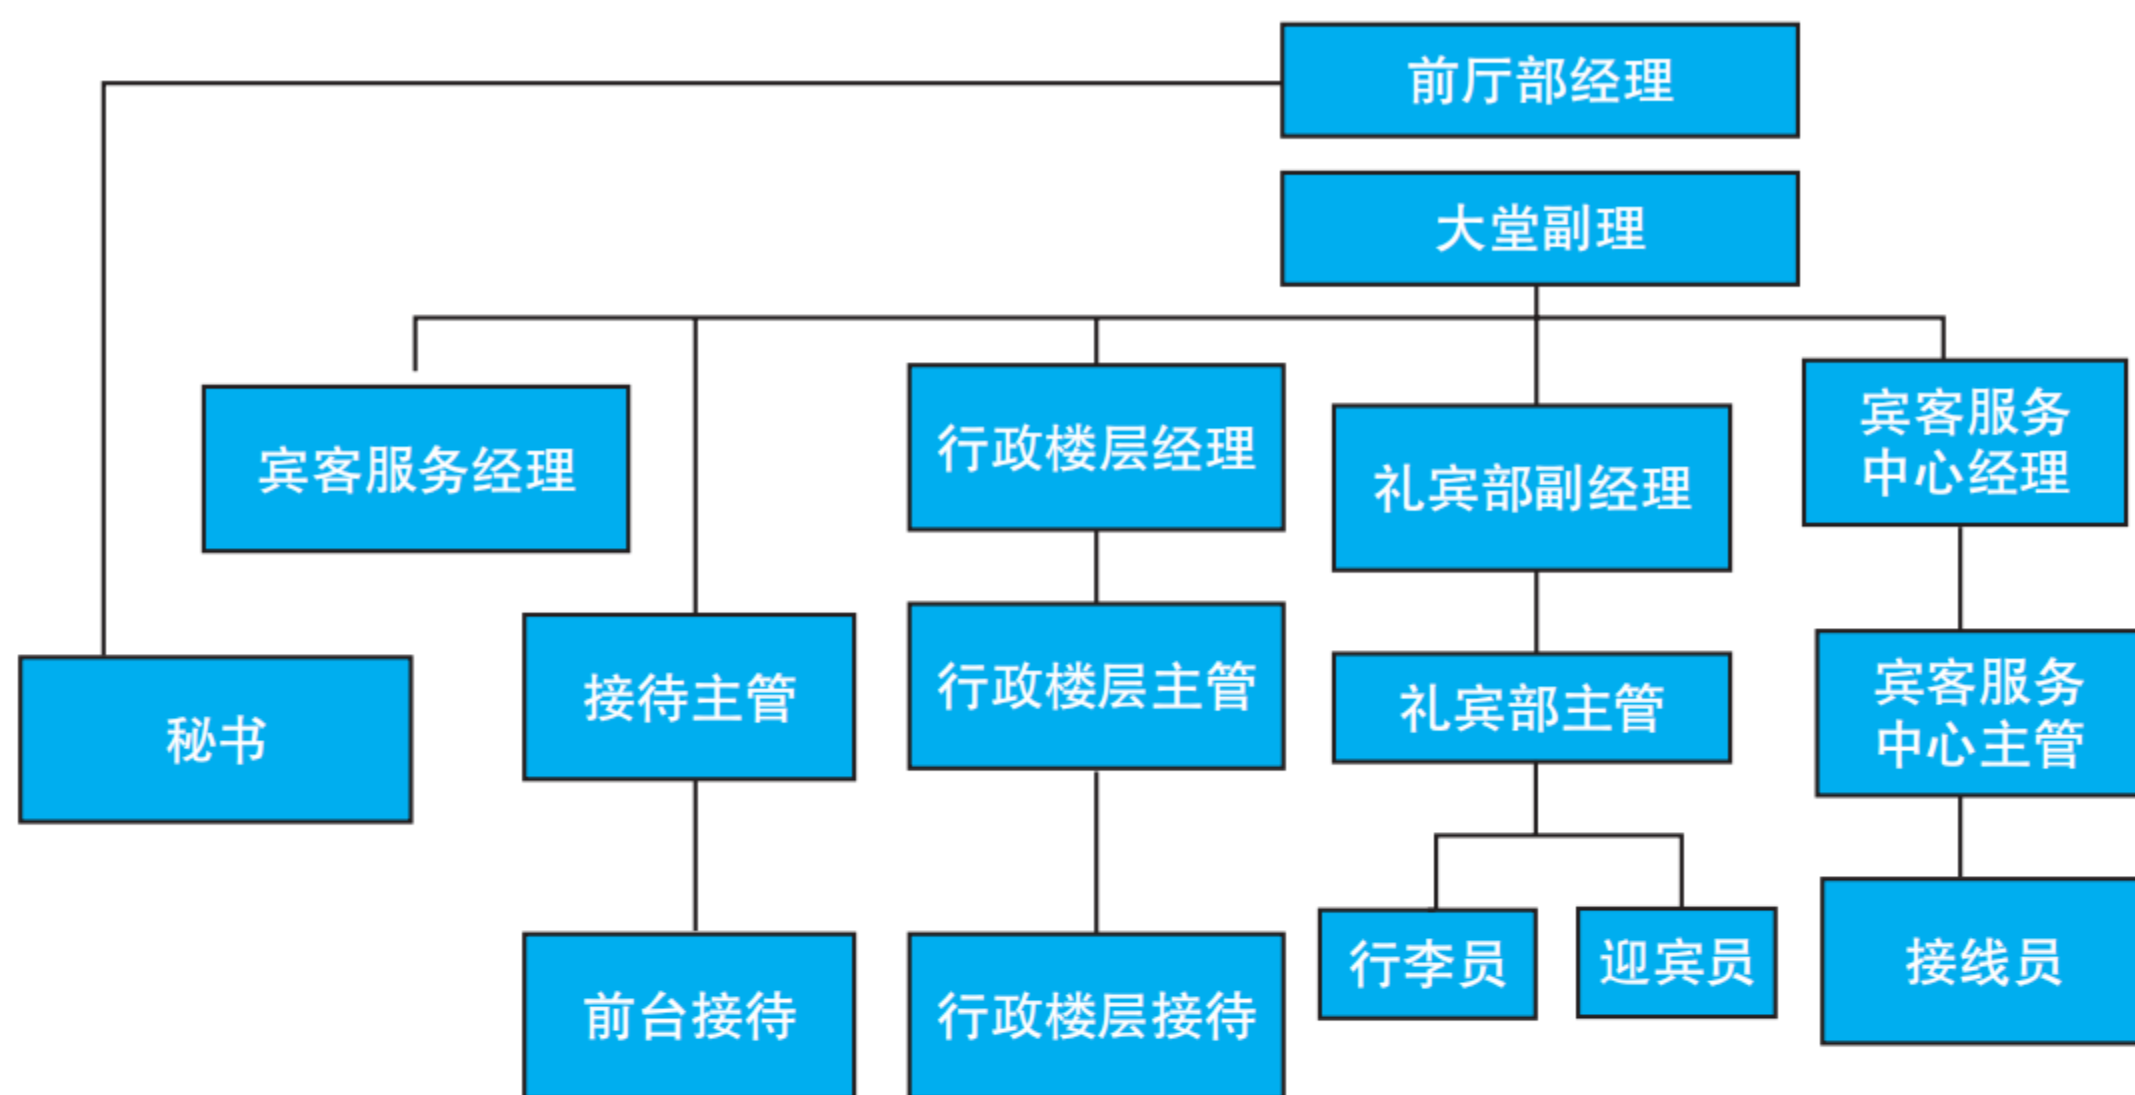 前厅部经理
大堂副理
宾客服务经理
行政楼层经理
礼宾部副经理
宾客服务
中心经理
秘书
接待主管
行政楼层主管
礼宾部主管
宾客服务
中心主管
前台接待
行政楼层接待
行李员
迎宾员
接线员